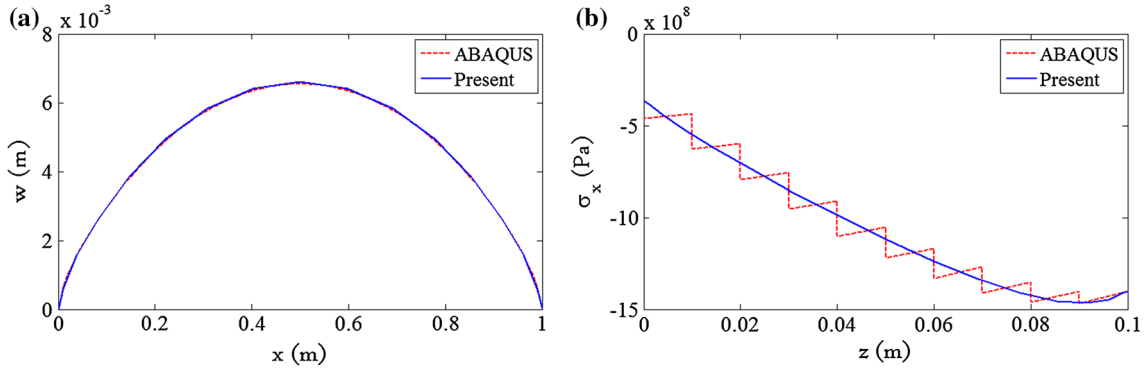 (a)
x 10⁻³
8
6
4
2
0
w (m)
0
0.2
0.4
0.6
0.8
1
x (m)
ABAQUS
Present
(b)
x 10⁸
0
-5
-10
-15
σₓ (Pa)
0
0.02
0.04
0.06
0.08
0.1
z (m)
ABAQUS
Present